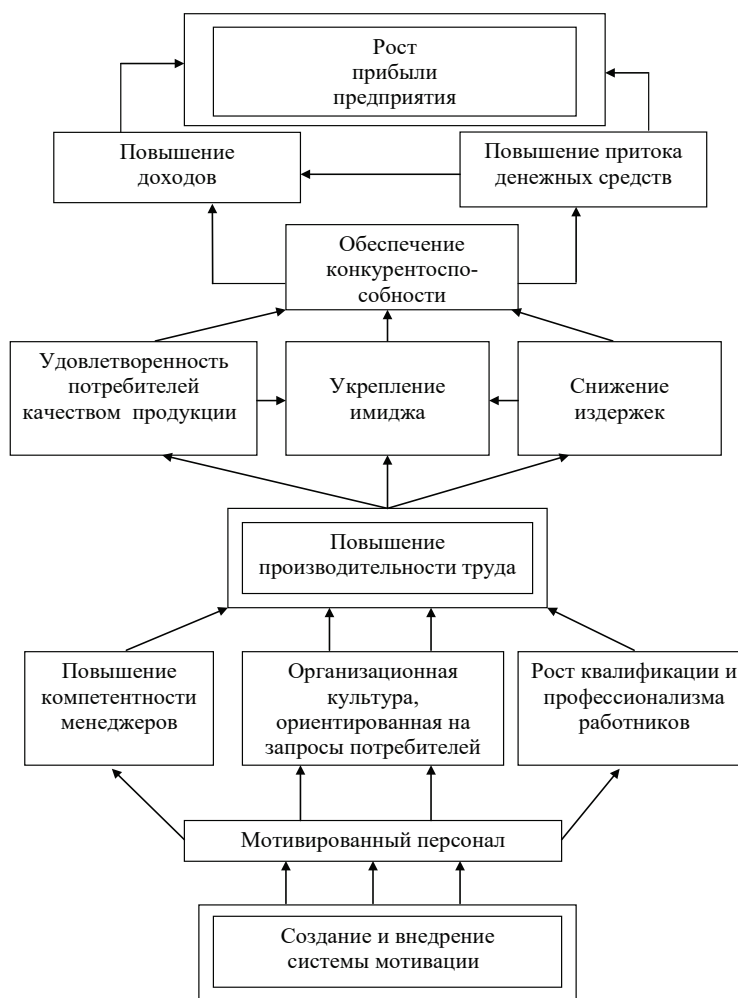 Рост
прибыли
предприятия
Повышение
доходов
Повышение притока
денежных средств
Обеспечение
конкурентоспо-
собности
Удовлетворенность
потребителей
качеством продукции
Укрепление
имиджа
Снижение
издержек
Повышение
производительности труда
Повышение
компетентности
менеджеров
Организационная
культура,
ориентированная на
запросы потребителей
Рост квалификации и
профессионализма
работников
Мотивированный персонал
Создание и внедрение
системы мотивации